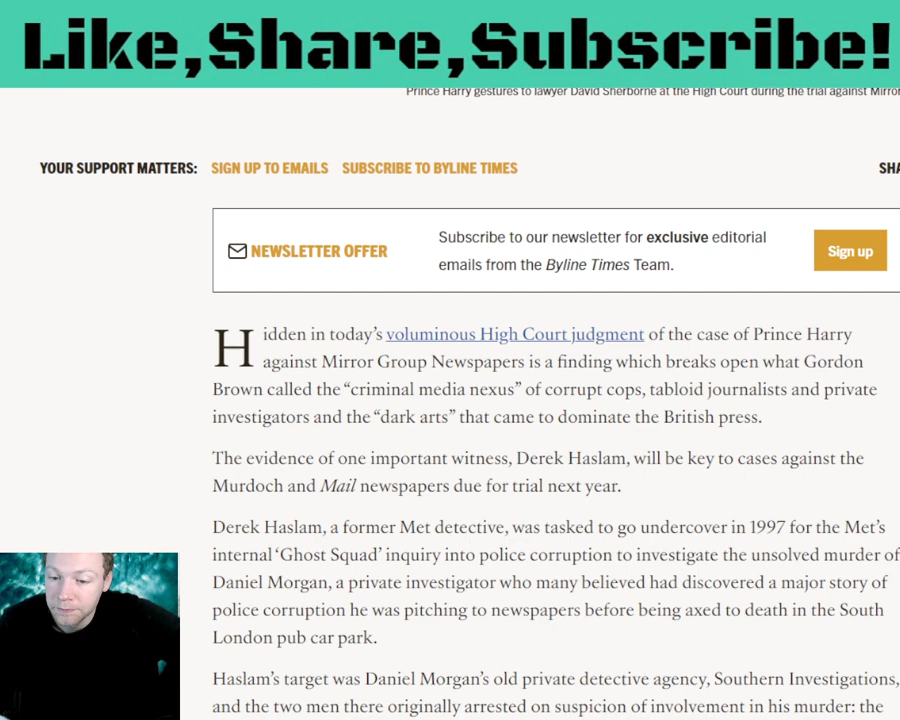 Like,Share,Subscribe!
Prince Harry gestures to lawyer David Sherborne at the High Court during the trial against Mirror
YOUR SUPPORT MATTERS: SIGN UP TO EMAILS SUBSCRIBE TO BYLINE TIMES SHA
NEWSLETTER OFFER
Subscribe to our newsletter for exclusive editorial
emails from the Byline Times Team.
Sign up
Hidden in today's voluminous High Court judgment of the case of Prince Harry
against Mirror Group Newspapers is a finding which breaks open what Gordon
Brown called the “criminal media nexus” of corrupt cops, tabloid journalists and private
investigators and the “dark arts” that came to dominate the British press.
The evidence of one important witness, Derek Haslam, will be key to cases against the
Murdoch and Mail newspapers due for trial next year.
Derek Haslam, a former Met detective, was tasked to go undercover in 1997 for the Met's
internal ‘Ghost Squad’ inquiry into police corruption to investigate the unsolved murder of
Daniel Morgan, a private investigator who many believed had discovered a major story of
police corruption he was pitching to newspapers before being axed to death in the South
London pub car park.
Haslam's target was Daniel Morgan's old private detective agency, Southern Investigations,
and the two men there originally arrested on suspicion of involvement in his murder: the